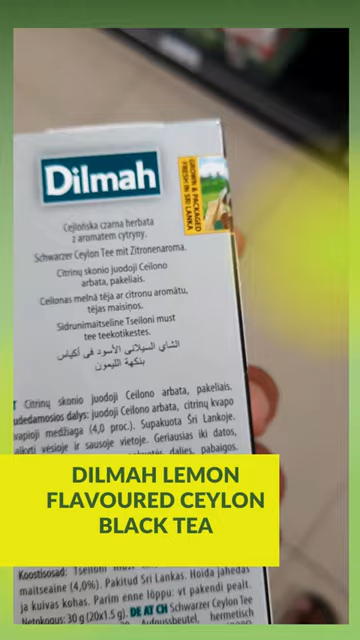 Dilmah
GROWN & PACKAGED
FRESH IN SRI LANKA
Cejlońska czarna herbata
z aromatem cytryny.
Schwarzer Ceylon Tee mit Zitronenaroma.
Citrinų skonio juodoji Ceilono
arbata, pakeliais.
Ceilonas melnā tēja ar citronu aromātu,
tējas maisiņos.
Sidrunimaitseline Tseiloni must
tee teekotikestes.
الشاي السيلاني الأسود في أكياس
بنكهة الليمون
Citrinų skonio juodoji Ceilono arbata, pakeliais.
udedamosios dalys: juodoji Ceilono arbata, citrinų kvapo
vapioji medžiaga (4,0 proc.). Supakuota Šri Lankoje.
aikyti vėsioje ir sausoje vietoje. Geriausias iki datos,
dalies, pabaigos.
DILMAH LEMON
FLAVOURED CEYLON
BLACK TEA
Koostisosad: Tseiloni must
maitseaine (4,0%). Pakitud Sri Lankas. Hoida jahedas
ja kuivas kohas. Parim enne lõppu: vt pakendi pealt.
Netokogus: 30 g (20x1.5 g). DE AT CH Schwarzer Ceylon Tee
Aufgussbeutel, hermetisch